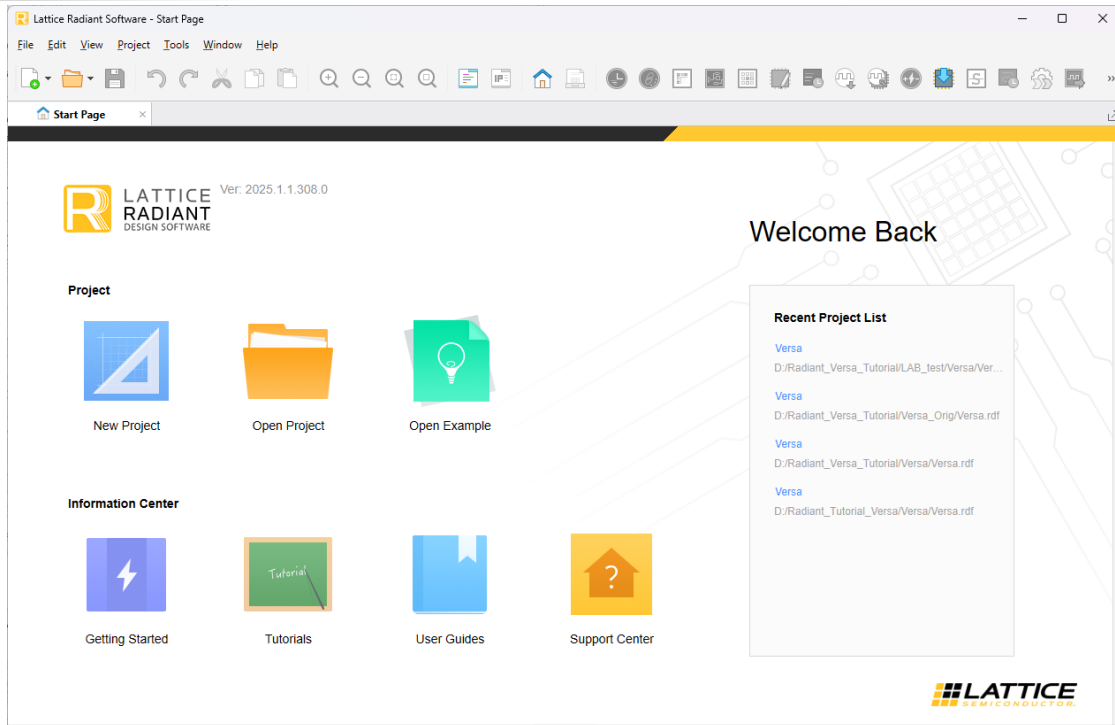 Lattice Radiant Software - Start Page
File Edit View Project Tools Window Help
IP
S
»
Start Page
R LATTICE RADIANT DESIGN SOFTWARE
Ver: 2025.1.1.308.0
Welcome Back
Project
New Project
Open Project
Open Example
Recent Project List
Versa
D:/Radiant_Versa_Tutorial/LAB_test/Versa/Ver...
Versa
D:/Radiant_Versa_Tutorial/Versa_Orig/Versa.rdf
Versa
D:/Radiant_Versa_Tutorial/Versa/Versa.rdf
Versa
D:/Radiant_Tutorial_Versa/Versa/Versa.rdf
Information Center
Tutorial
?
Getting Started
Tutorials
User Guides
Support Center
LATTICE
SEMICONDUCTOR.